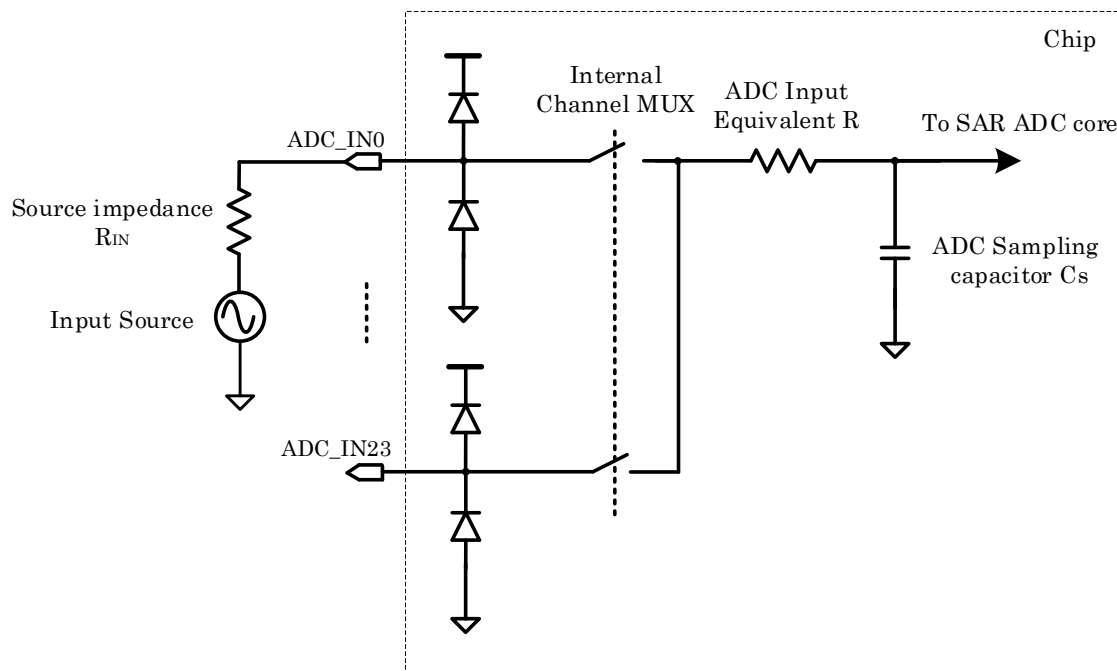 Chip
Internal
Channel MUX
ADC Input
Equivalent R
To SAR ADC core
ADC_IN0
Source impedance
RIN
ADC Sampling
capacitor Cs
Input Source
ADC_IN23